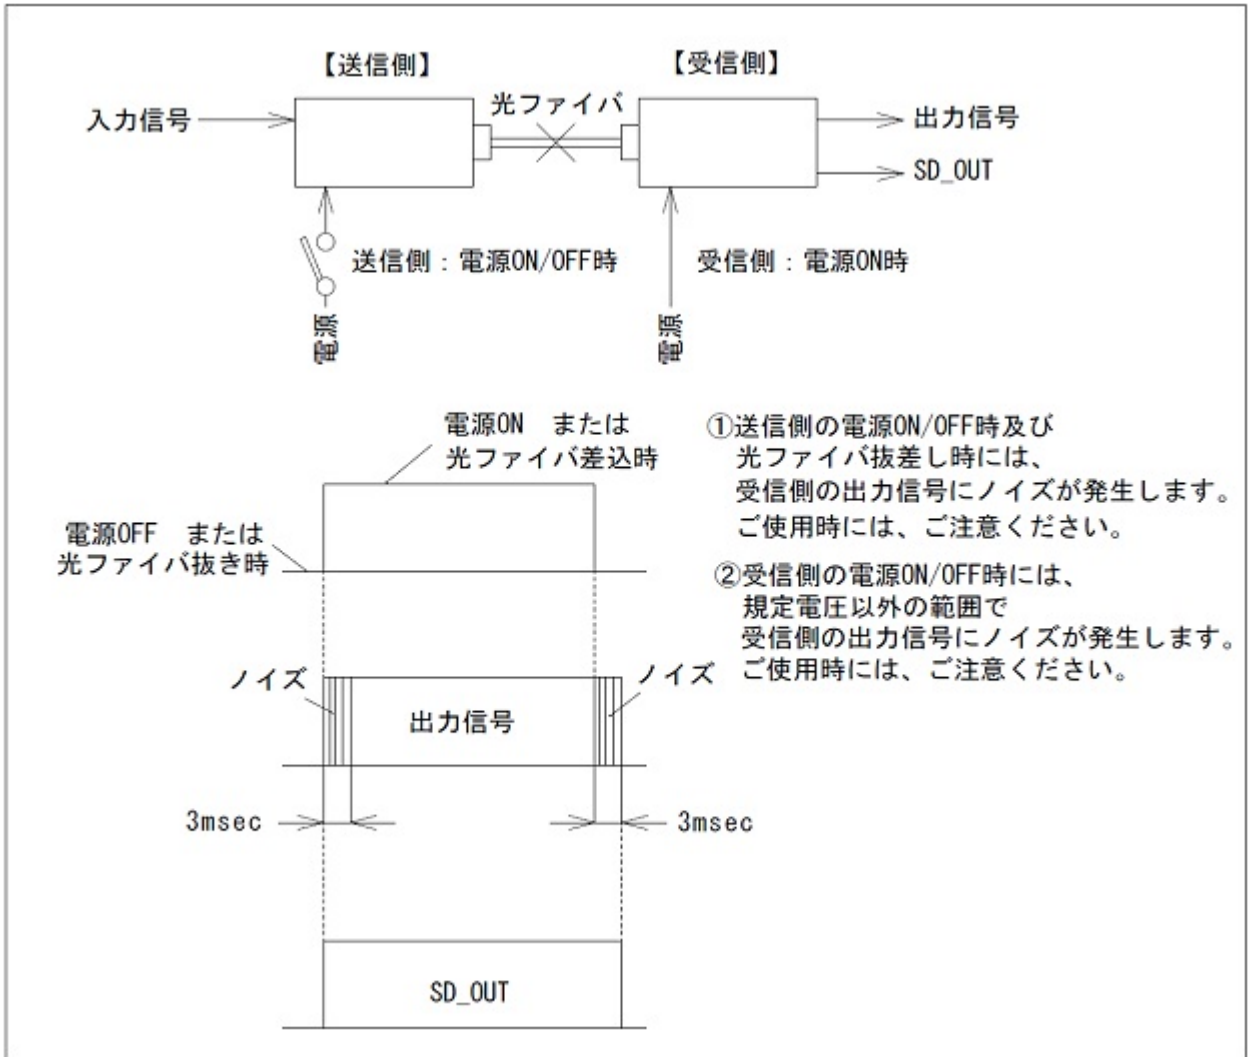 【送信側】
【受信側】
入力信号
光ファイバ
出力信号
SD_OUT
送信側：電源ON/OFF時
受信側：電源ON時
電源
電源
電源ON　または
光ファイバ差込時
電源OFF　または
光ファイバ抜き時
①送信側の電源ON/OFF時及び
光ファイバ抜差し時には、
受信側の出力信号にノイズが発生します。
ご使用時には、ご注意ください。
②受信側の電源ON/OFF時には、
規定電圧以外の範囲で
受信側の出力信号にノイズが発生します。
ご使用時には、ご注意ください。
ノイズ
ノイズ
出力信号
3msec
3msec
SD_OUT